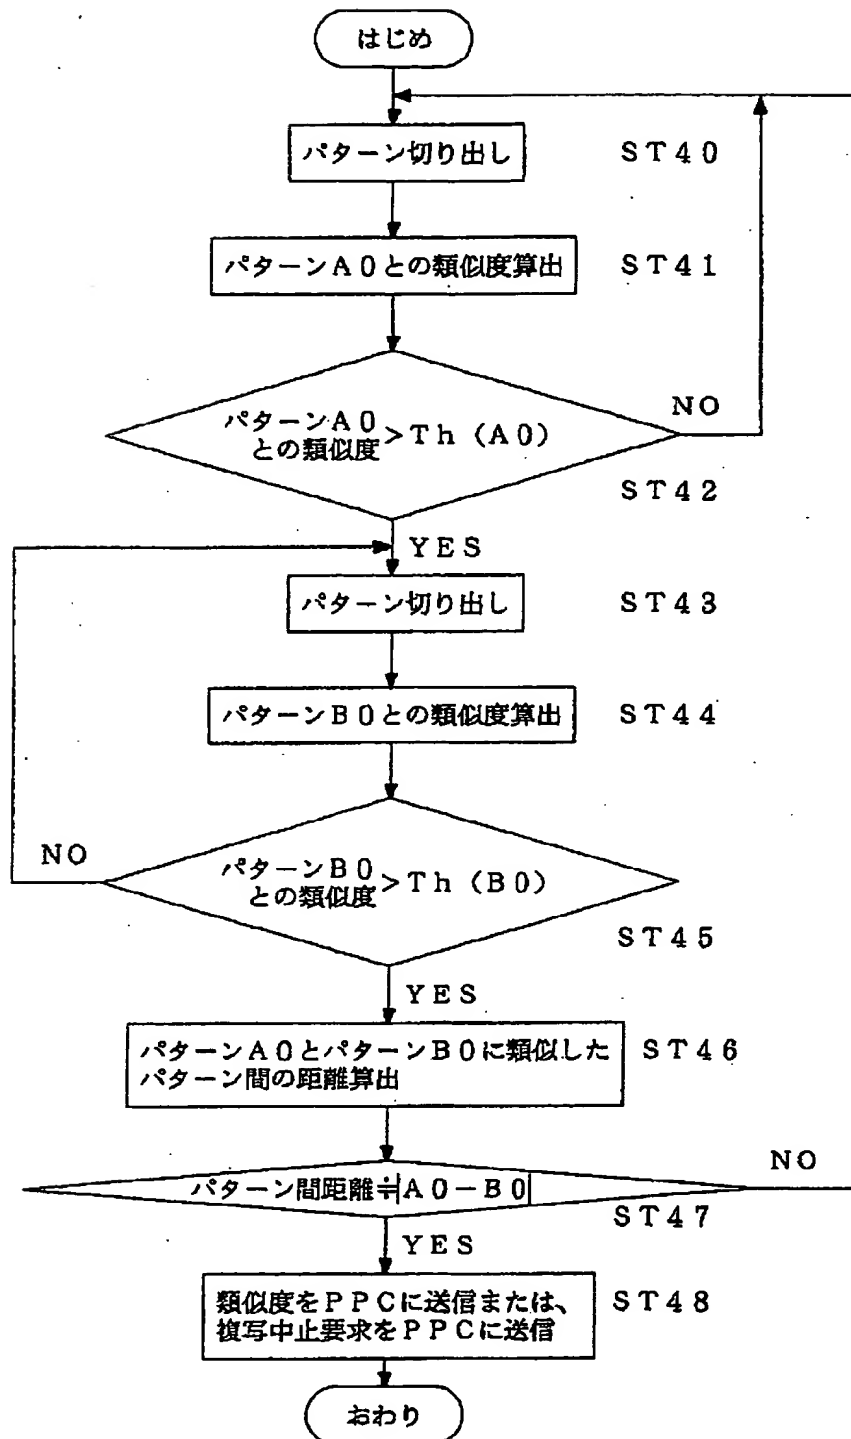 はじめ
パターン切り出し
ST40
パターンA0との類似度算出
ST41
パターンA0
との類似度>Th(A0)
NO
ST42
YES
パターン切り出し
ST43
パターンB0との類似度算出
ST44
パターンB0
との類似度>Th(B0)
NO
ST45
YES
パターンA0とパターンB0に類似した
パターン間の距離算出
ST46
パターン間距離≒|A0-B0|
NO
ST47
YES
類似度をPPCに送信または、
複写中止要求をPPCに送信
ST48
おわり